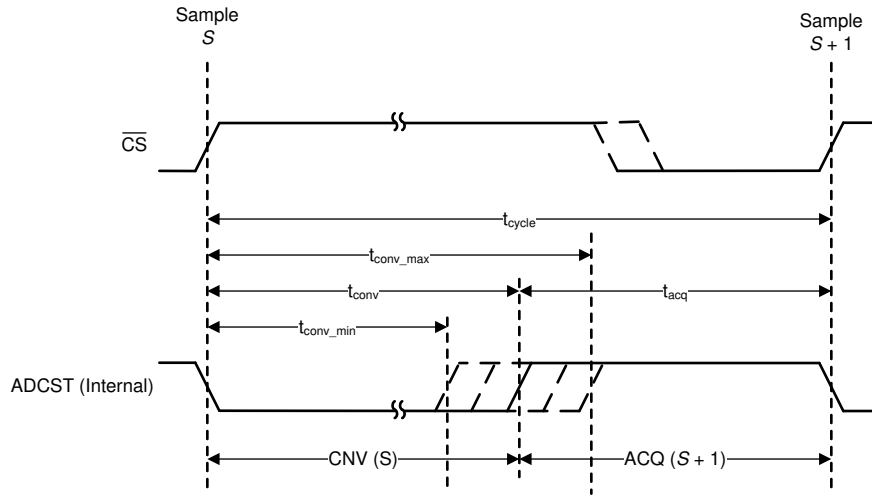 Sample
S
Sample
S + 1
CS
tcycle
tconv_max
tconv
tacq
tconv_min
ADCST (Internal)
CNV (S)
ACQ (S + 1)